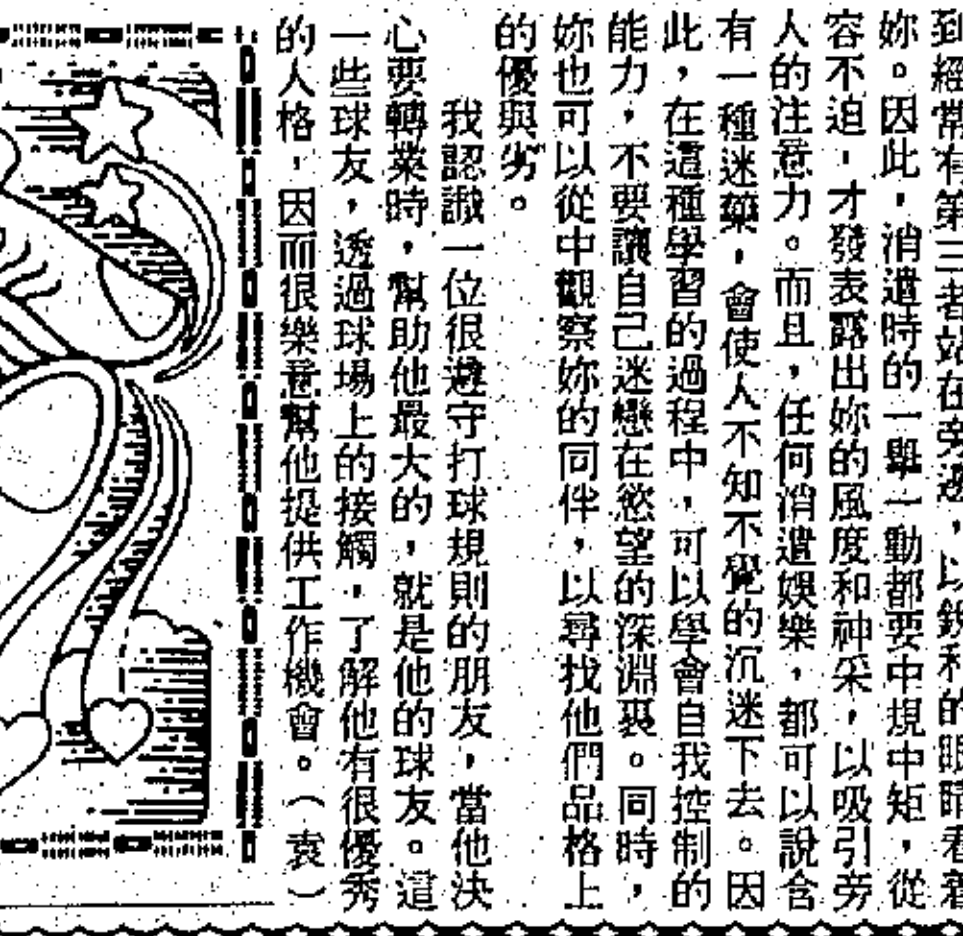 到經常有第三者站在旁邊，以銳利的眼睛看著
妳。因此，消遣時的一舉一動都要中規中矩，從
容不迫，才發表露出妳的風度和神采，以吸引旁
人的注意力。而且，任何消遣娛樂，都可以說含
有一種迷藥，會使人不知不覺的沉迷下去。因
此，在這種學習的過程中，可以學會自我控制的
能力，不要讓自己迷戀在慾望的深淵裏。同時，
妳也可以從中觀察妳的同伴，以尋找他們品格上
的優與劣。
我認識一位很遵守打球規則的朋友，當他決
心要轉業時，幫助他最大的，就是他的球友。這
一些球友，透過球場上的接觸，了解他有很優秀
的人格，因而很樂意幫他提供工作機會。（袁）